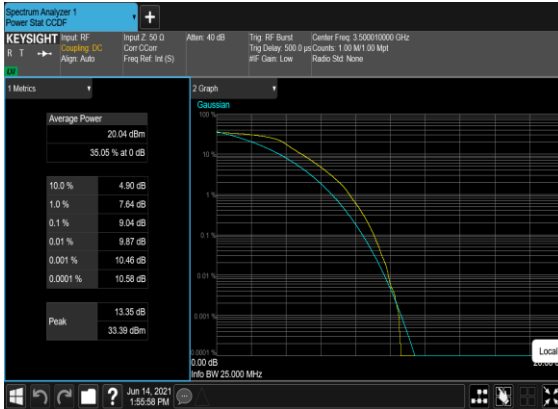 Spectrum Analyzer 1
Power Stat CCDF
+
KEYSIGHT
R T
Input: RF
Coupling: DC
Align: Auto
Input Z: 50 Ω
Corr CCorr
Freq Ref: Int (S)
Atten: 40 dB
Trig: RF Burst
Trig Delay: 500.0 µs
#IF Gain: Low
Center Freq: 3.500010000 GHz
Counts: 1.00 M/1.00 Mpt
Radio Std: None
1 Metrics
Average Power
20.04 dBm
35.05 % at 0 dB
10.0 % 4.90 dB
1.0 % 7.64 dB
0.1 % 9.04 dB
0.01 % 9.87 dB
0.001 % 10.46 dB
0.0001 % 10.58 dB
Peak
13.35 dB
33.39 dBm
2 Graph
Gaussian
100 %
10 %
1 %
0.1 %
0.01 %
0.001 %
0.0001 %
0.00 dB
Info BW 25.000 MHz
Local
?
Jun 14, 2021
1:55:58 PM